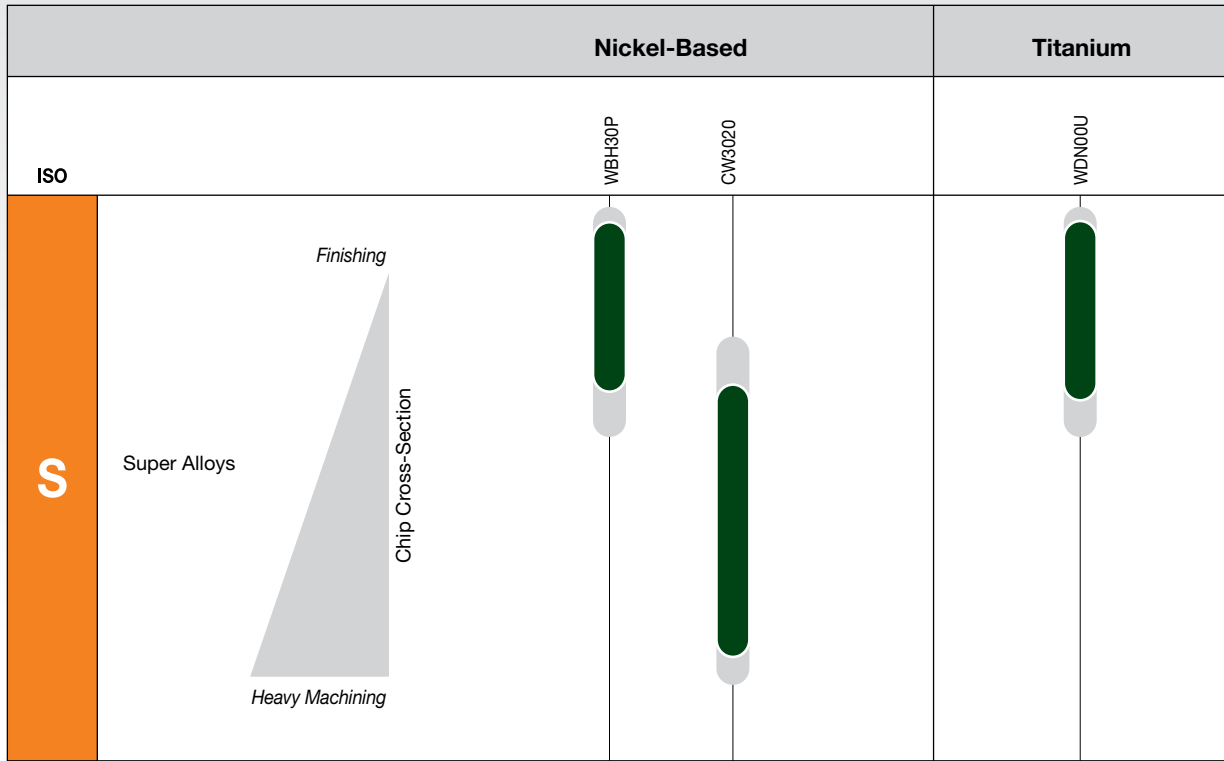 Nickel-Based
Titanium
ISO
WBH30P
CW3020
WDN00U
S
Super Alloys
Finishing
Chip Cross-Section
Heavy Machining